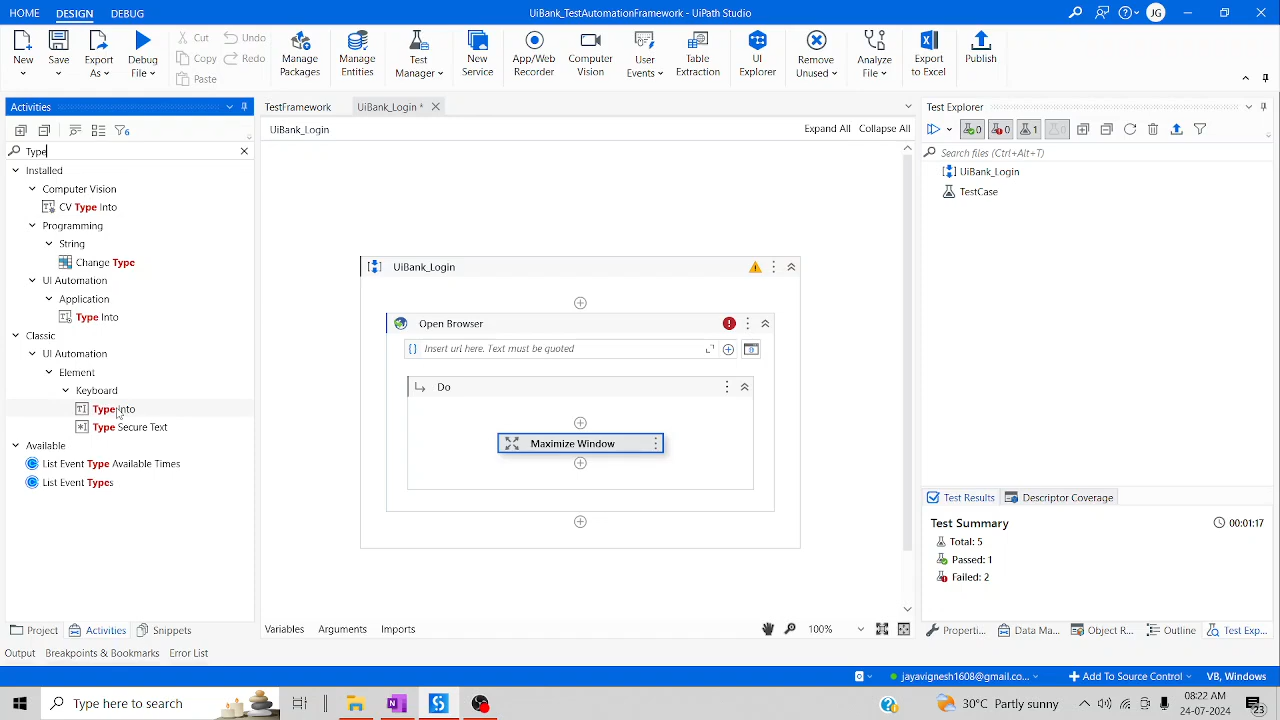 HOME DESIGN DEBUG UiBank_TestAutomationFramework - UiPath Studio JG
New Save Export As Debug File Cut Copy Paste Undo Redo Manage Packages Manage Entities Test Manager New Service App/Web Recorder Computer Vision User Events Table Extraction UI Explorer Remove Unused Analyze File Export to Excel Publish
Activities
Type
Installed
Computer Vision
CV Type Into
Programming
String
Change Type
UI Automation
Application
Type Into
Classic
UI Automation
Element
Keyboard
Type Into
Type Secure Text
Available
List Event Type Available Times
List Event Types
Project Activities Snippets
TestFramework UiBank_Login *
UiBank_Login Expand All Collapse All
UiBank_Login
Open Browser
Insert url here. Text must be quoted
Do
Maximize Window
Variables Arguments Imports 100%
Test Explorer
0 0 1
Search files (Ctrl+Alt+T)
UiBank_Login
TestCase
Test Results Descriptor Coverage
Test Summary 00:01:17
Total: 5
Passed: 1
Failed: 2
Properti... Data Ma... Object R... Outline Test Exp...
Output Breakpoints & Bookmarks Error List
0 jayavignesh1608@gmail.co... Add To Source Control VB, Windows
Type here to search 30°C Partly sunny 08:22 AM
24-07-2024 23